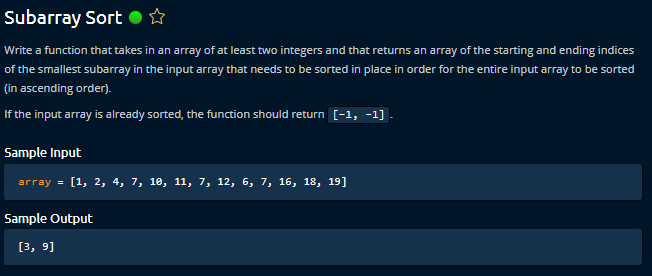 Subarray Sort
Write a function that takes in an array of at least two integers and that returns an array of the starting and ending indices
of the smallest subarray in the input array that needs to be sorted in place in order for the entire input array to be sorted
(in ascending order).
If the input array is already sorted, the function should return [-1, -1] .
Sample Input
array = [1, 2, 4, 7, 10, 11, 7, 12, 6, 7, 16, 18, 19]
Sample Output
[3, 9]